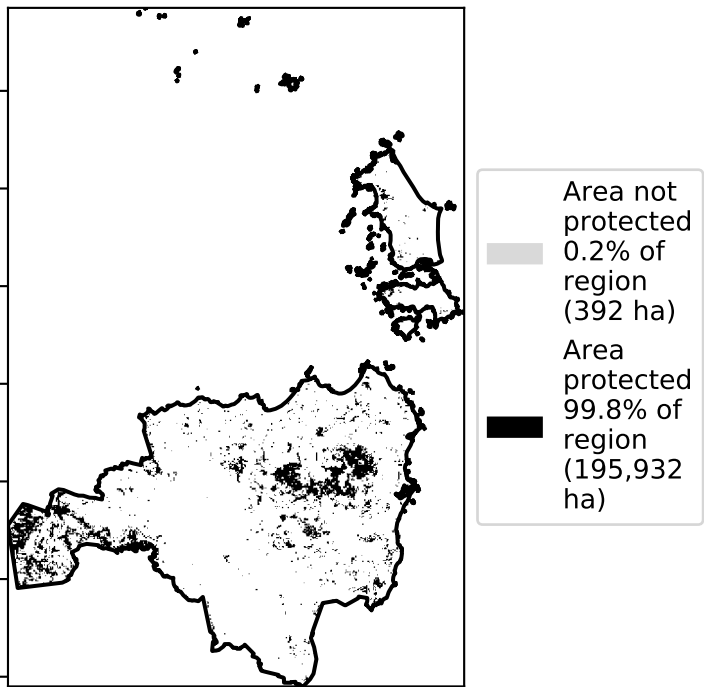 Area not
protected
0.2% of
region
(392 ha)
Area
protected
99.8% of
region
(195,932
ha)